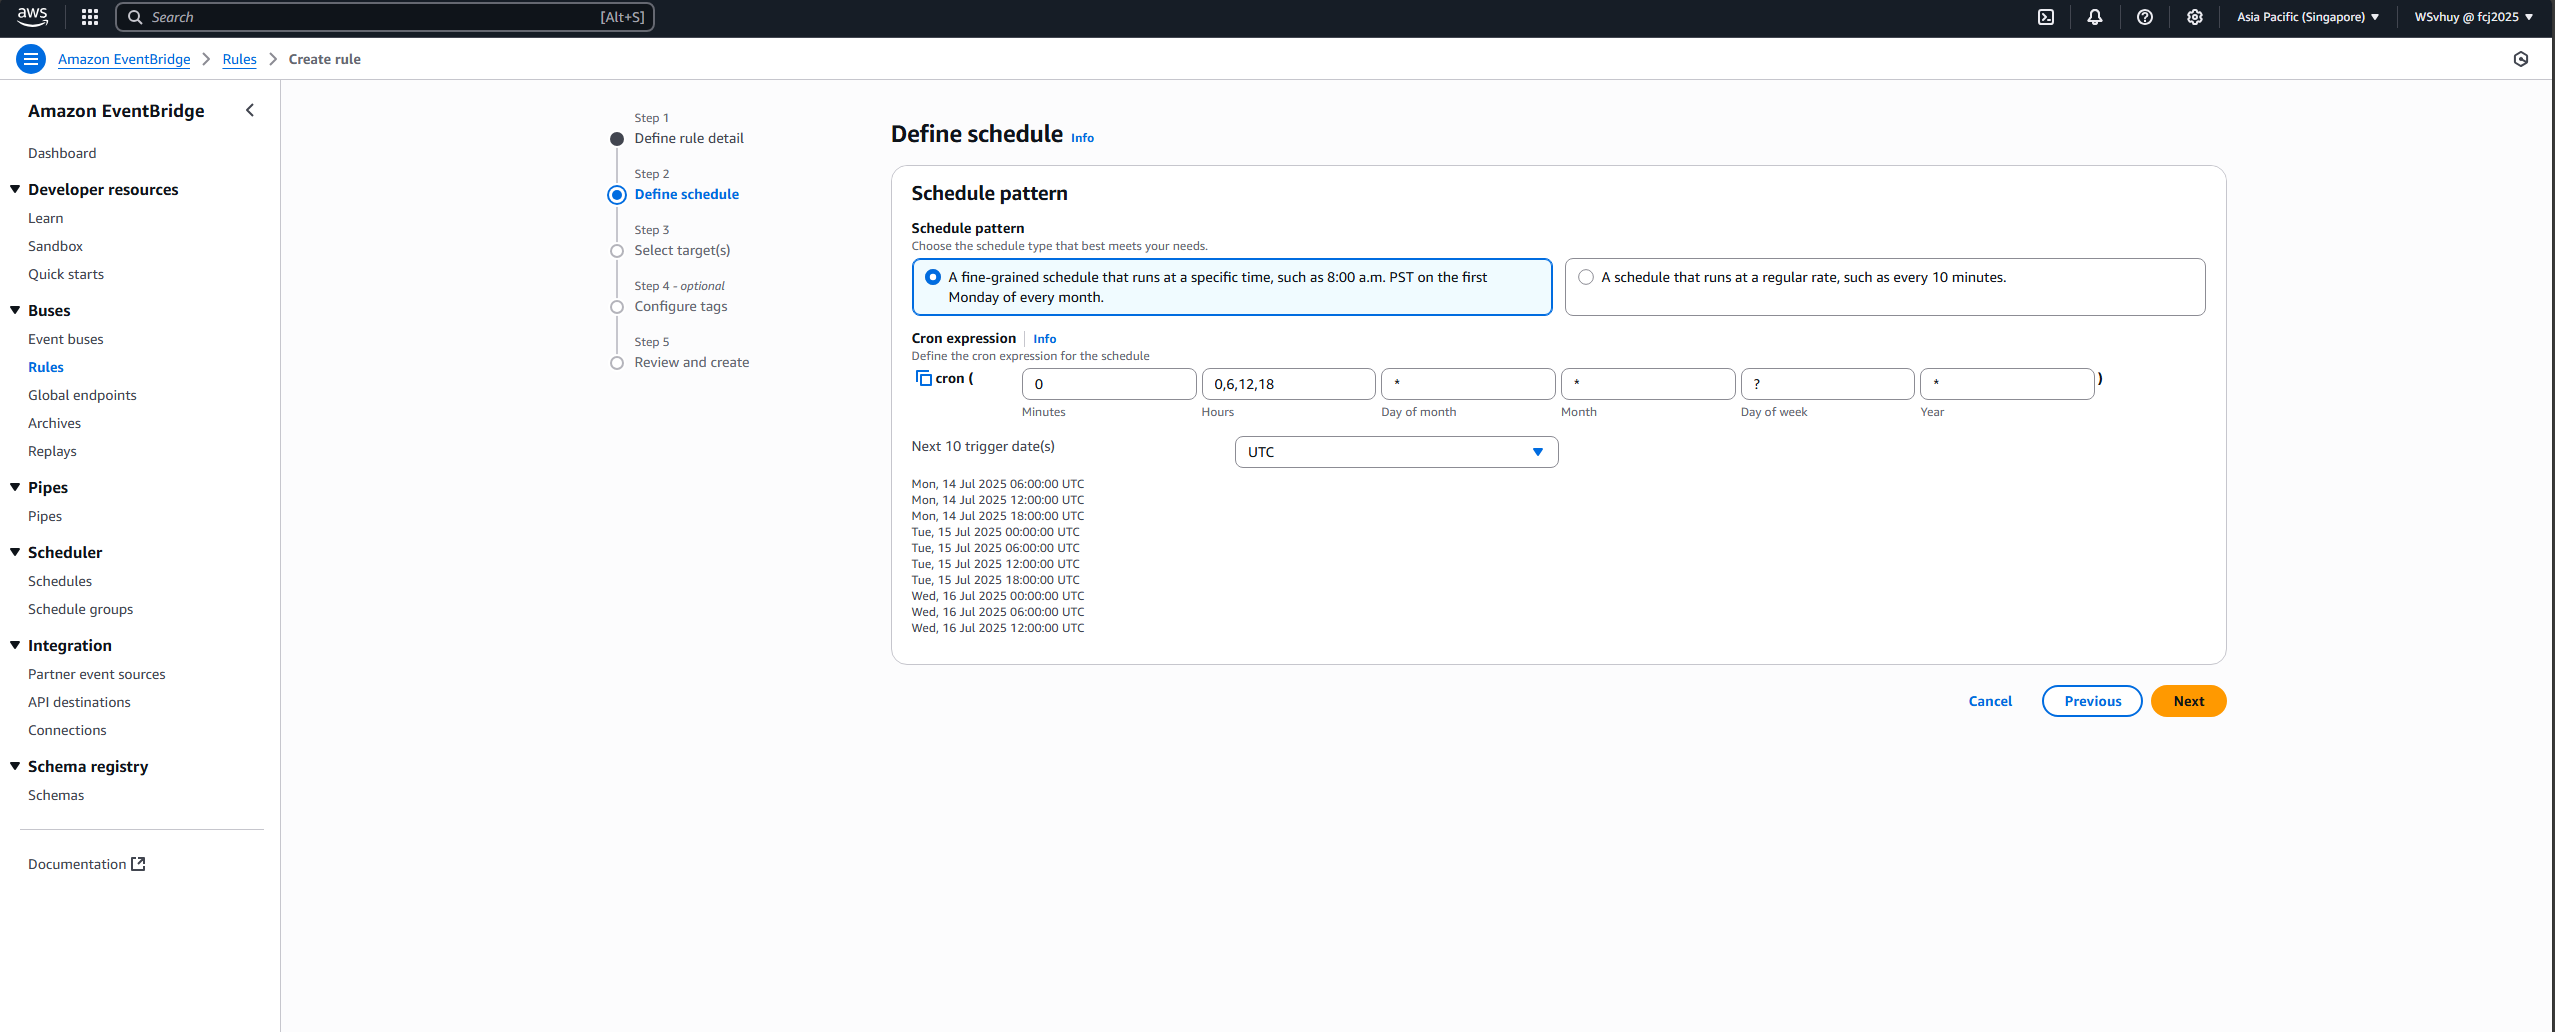 aws
Search [Alt+S]
Asia Pacific (Singapore)
WSvhuy @ fcj2025
Amazon EventBridge
Rules
Create rule
Amazon EventBridge
Dashboard
Developer resources
Learn
Sandbox
Quick starts
Buses
Event buses
Rules
Global endpoints
Archives
Replays
Pipes
Pipes
Scheduler
Schedules
Schedule groups
Integration
Partner event sources
API destinations
Connections
Schema registry
Schemas
Documentation
Step 1
Define rule detail
Step 2
Define schedule
Step 3
Select target(s)
Step 4 - optional
Configure tags
Step 5
Review and create
Define schedule Info
Schedule pattern
Schedule pattern
Choose the schedule type that best meets your needs.
A fine-grained schedule that runs at a specific time, such as 8:00 a.m. PST on the first
Monday of every month.
A schedule that runs at a regular rate, such as every 10 minutes.
Cron expression Info
Define the cron expression for the schedule
cron ( 0 0,6,12,18 * * ? * )
Minutes Hours Day of month Month Day of week Year
Next 10 trigger date(s)
UTC
Mon, 14 Jul 2025 06:00:00 UTC
Mon, 14 Jul 2025 12:00:00 UTC
Mon, 14 Jul 2025 18:00:00 UTC
Tue, 15 Jul 2025 00:00:00 UTC
Tue, 15 Jul 2025 06:00:00 UTC
Tue, 15 Jul 2025 12:00:00 UTC
Tue, 15 Jul 2025 18:00:00 UTC
Wed, 16 Jul 2025 00:00:00 UTC
Wed, 16 Jul 2025 06:00:00 UTC
Wed, 16 Jul 2025 12:00:00 UTC
Cancel
Previous
Next